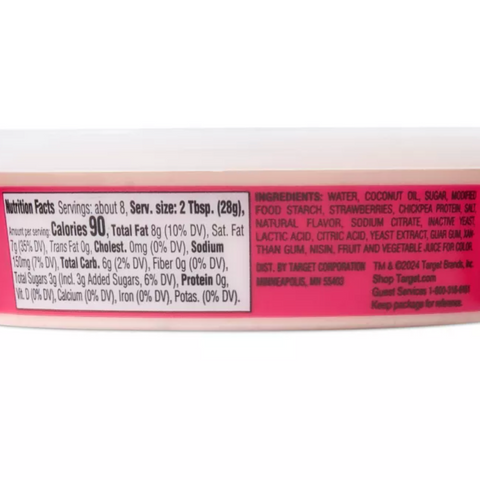 Nutrition Facts Servings: about 8, Serv. size: 2 Tbsp. (28g),
Amount per serving: Calories 90, Total Fat 8g (10% DV), Sat. Fat
7g (35% DV), Trans Fat 0g, Cholest. 0mg (0% DV), Sodium
150mg (7% DV), Total Carb. 6g (2% DV), Fiber 0g (0% DV),
Total Sugars 3g (Incl. 3g Added Sugars, 6% DV), Protein 0g,
Vit. D (0% DV), Calcium (0% DV), Iron (0% DV), Potas. (0% DV).
INGREDIENTS: WATER, COCONUT OIL, SUGAR, MODIFIED
FOOD STARCH, STRAWBERRIES, CHICKPEA PROTEIN, SALT,
NATURAL FLAVOR, SODIUM CITRATE, INACTIVE YEAST,
LACTIC ACID, CITRIC ACID, YEAST EXTRACT, GUAR GUM, XAN-
THAN GUM, NISIN, FRUIT AND VEGETABLE JUICE FOR COLOR.
DIST. BY TARGET CORPORATION
MINNEAPOLIS, MN 55403
TM & ©2024 Target Brands, Inc.
Shop Target.com
Guest Services 1-800-316-6151
Keep package for reference.